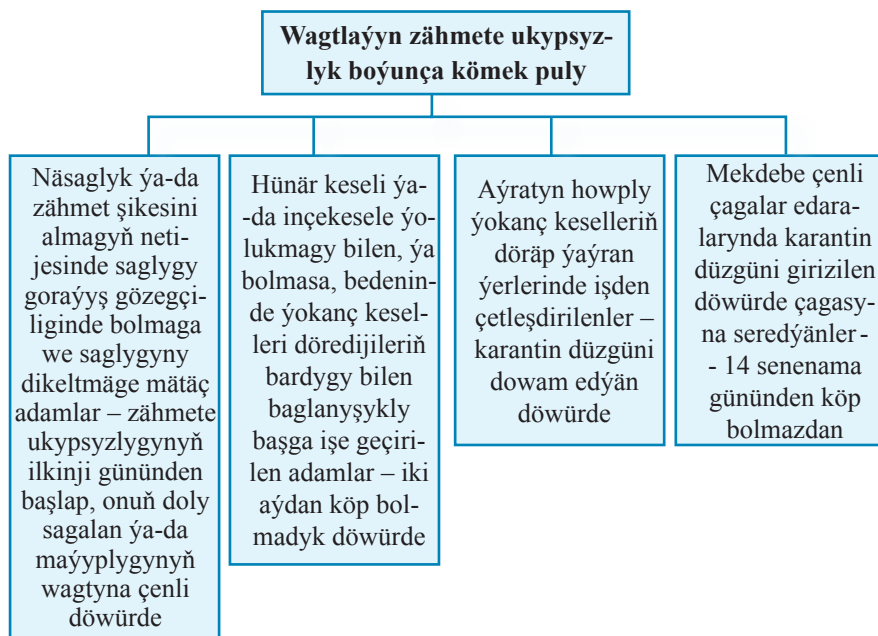 Wagtlaýyn zähmete ukypsyz-
lyk boýunça kömek puly
Näsaglyk ýa-da
zähmet şikesini
almagyň neti-
jesinde saglygy
goraýyş gözegçi-
liginde bolmaga
we saglygyny
dikeltmäge mätäç
adamlar – zähmete
ukypsyzlygynyň
ilkinji gününden
başlap, onuň doly
sagalan ýa-da
maýyplygynyň
wagtyna çenli
döwürde
Hünär keseli ýa-
-da inçekesele ýo-
lukmagy bilen, ýa
bolmasa, bedenin-
de ýokanç kesel-
leri döredijileriň
bardygy bilen
baglanyşykly
başga işe geçiri-
len adamlar – iki
aýdan köp bol-
madyk döwürde
Aýratyn howply
ýokanç keselleriň
döräp ýaýran
ýerlerinde işden
çetleşdirilenler –
karantin düzgüni
dowam edýän
döwürde
Mekdebe çenli
çagalar edara-
larynda karantin
düzgüni girizilen
döwürde çagasy-
na seredýänler -
- 14 senenama
gününden köp
bolmazdan